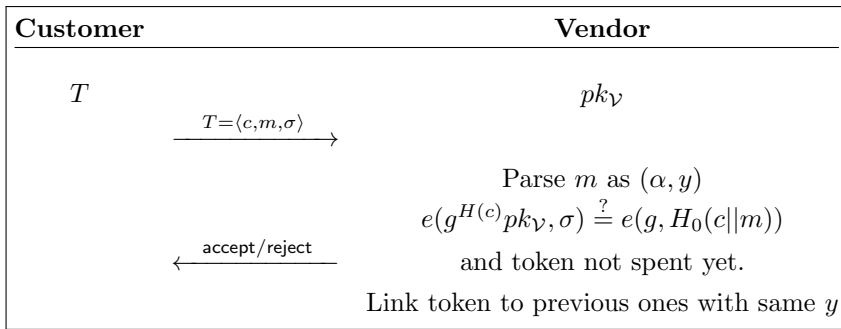 Customer Vendor
T pk_𝒱
T=⟨c,m,σ⟩
Parse m as (α, y)
e(g^{H(c)} pk_𝒱, σ) ≟ e(g, H_0(c||m))
accept/reject and token not spent yet.
Link token to previous ones with same y